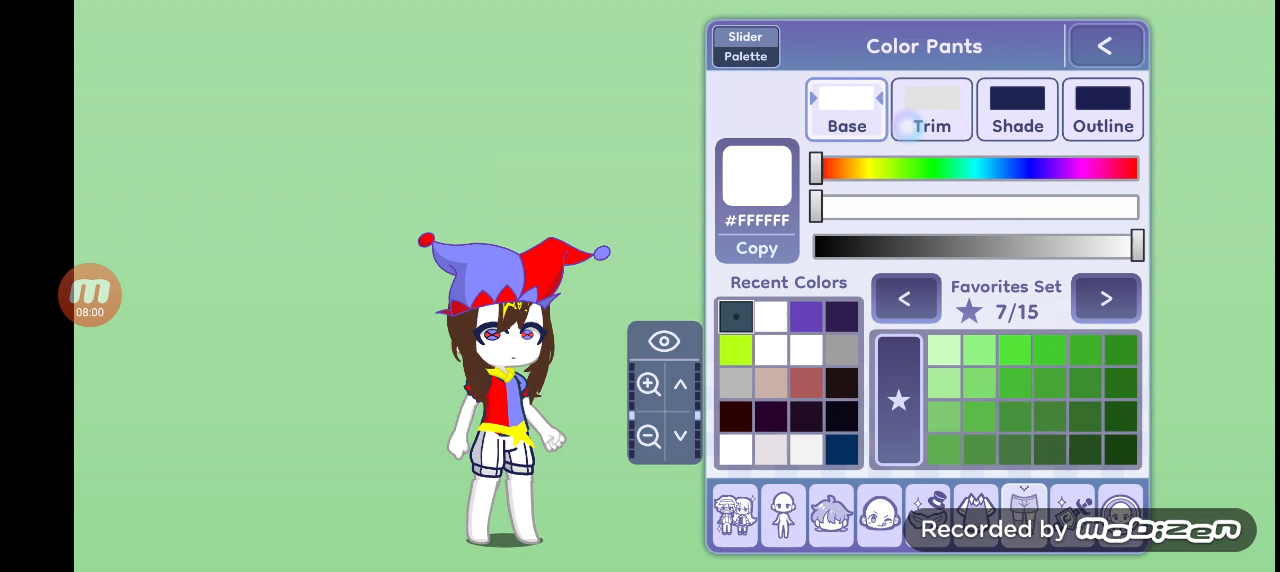 Slider
Palette
Color Pants
<
Base
Trim
Shade
Outline
#FFFFFF
Copy
Recent Colors
<
Favorites Set
7/15
>
08:00
Recorded by mobizen